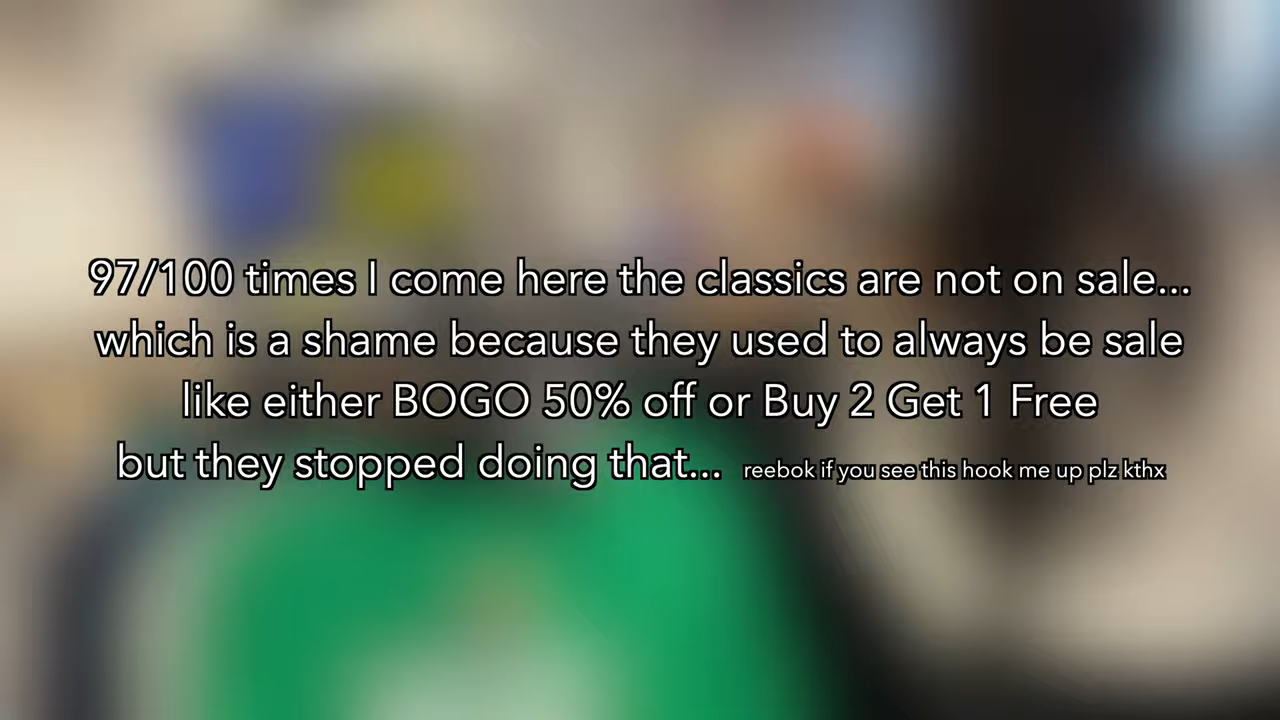 97/100 times I come here the classics are not on sale...
which is a shame because they used to always be sale
like either BOGO 50% off or Buy 2 Get 1 Free
but they stopped doing that... reebok if you see this hook me up plz kthx